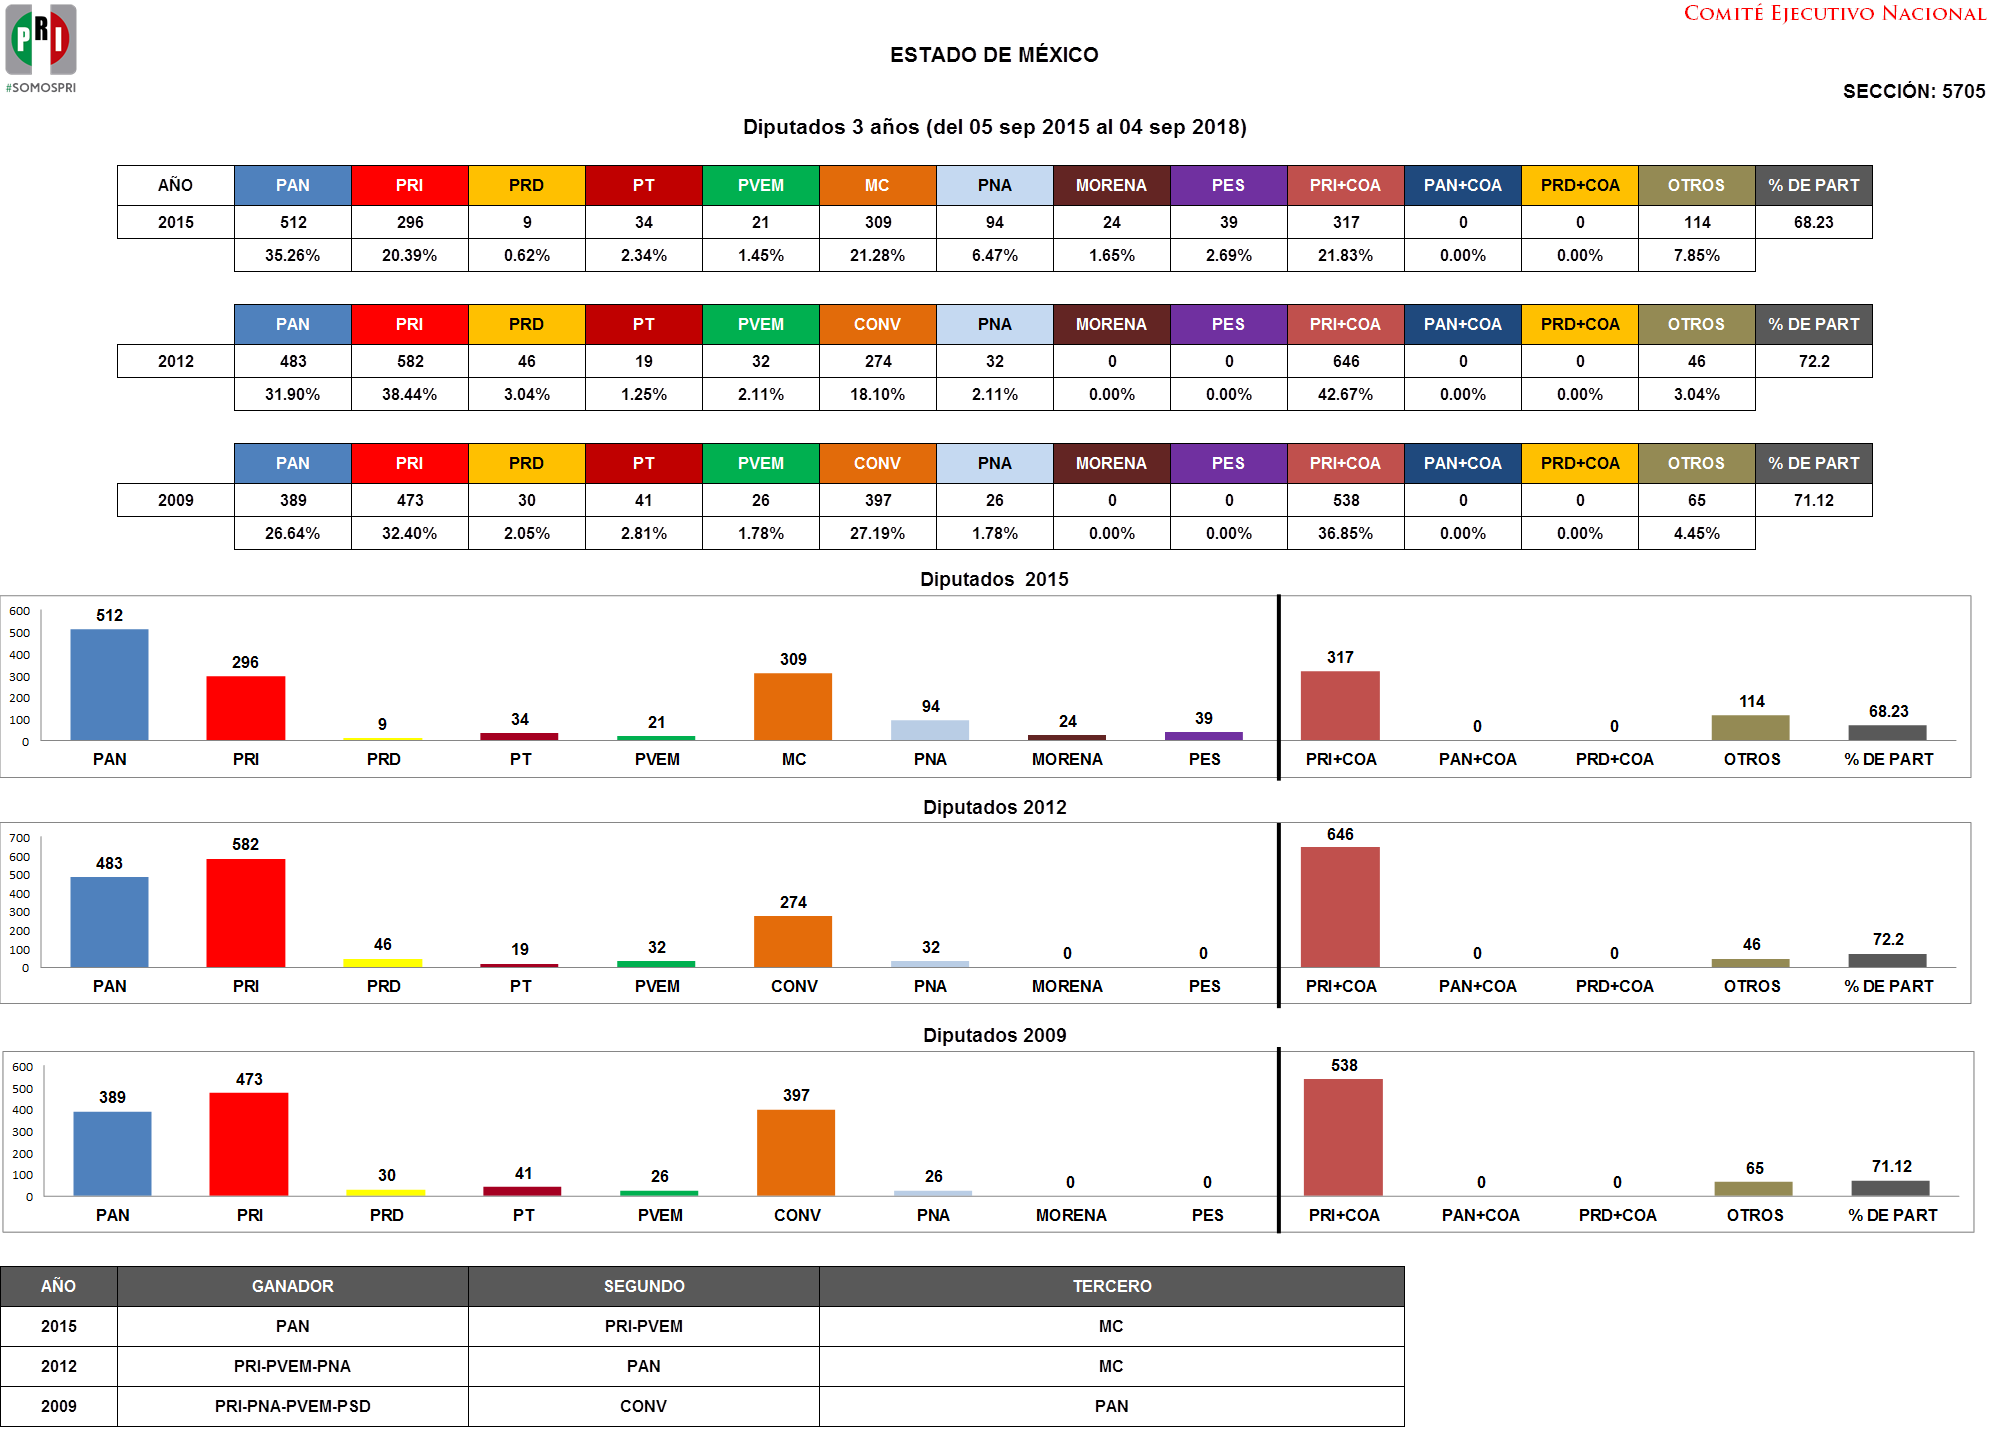 PRI
#SOMOSPRI
COMITÉ EJECUTIVO NACIONAL
ESTADO DE MÉXICO
SECCIÓN: 5705
Diputados 3 años (del 05 sep 2015 al 04 sep 2018)
AÑO PAN PRI PRD PT PVEM MC PNA MORENA PES PRI+COA PAN+COA PRD+COA OTROS % DE PART
2015 512 296 9 34 21 309 94 24 39 317 0 0 114 68.23
35.26% 20.39% 0.62% 2.34% 1.45% 21.28% 6.47% 1.65% 2.69% 21.83% 0.00% 0.00% 7.85%
PAN PRI PRD PT PVEM CONV PNA MORENA PES PRI+COA PAN+COA PRD+COA OTROS % DE PART
2012 483 582 46 19 32 274 32 0 0 646 0 0 46 72.2
31.90% 38.44% 3.04% 1.25% 2.11% 18.10% 2.11% 0.00% 0.00% 42.67% 0.00% 0.00% 3.04%
PAN PRI PRD PT PVEM CONV PNA MORENA PES PRI+COA PAN+COA PRD+COA OTROS % DE PART
2009 389 473 30 41 26 397 26 0 0 538 0 0 65 71.12
26.64% 32.40% 2.05% 2.81% 1.78% 27.19% 1.78% 0.00% 0.00% 36.85% 0.00% 0.00% 4.45%
Diputados  2015
600
500
400
300
200
100
0
512 296 9 34 21 309 94 24 39 317 0 0 114 68.23
PAN PRI PRD PT PVEM MC PNA MORENA PES PRI+COA PAN+COA PRD+COA OTROS % DE PART
Diputados 2012
700
600
500
400
300
200
100
0
483 582 46 19 32 274 32 0 0 646 0 0 46 72.2
PAN PRI PRD PT PVEM CONV PNA MORENA PES PRI+COA PAN+COA PRD+COA OTROS % DE PART
Diputados 2009
600
500
400
300
200
100
0
389 473 30 41 26 397 26 0 0 538 0 0 65 71.12
PAN PRI PRD PT PVEM CONV PNA MORENA PES PRI+COA PAN+COA PRD+COA OTROS % DE PART
AÑO GANADOR SEGUNDO TERCERO
2015 PAN PRI-PVEM MC
2012 PRI-PVEM-PNA PAN MC
2009 PRI-PNA-PVEM-PSD CONV PAN